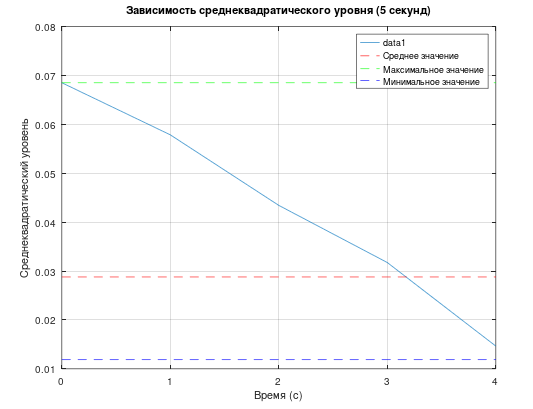 Зависимость среднеквадратического уровня (5 секунд)
0.08
0.07
0.06
0.05
0.04
0.03
0.02
0.01
Среднеквадратический уровень
data1
Среднее значение
Максимальное значение
Минимальное значение
0 1 2 3 4
Время (с)